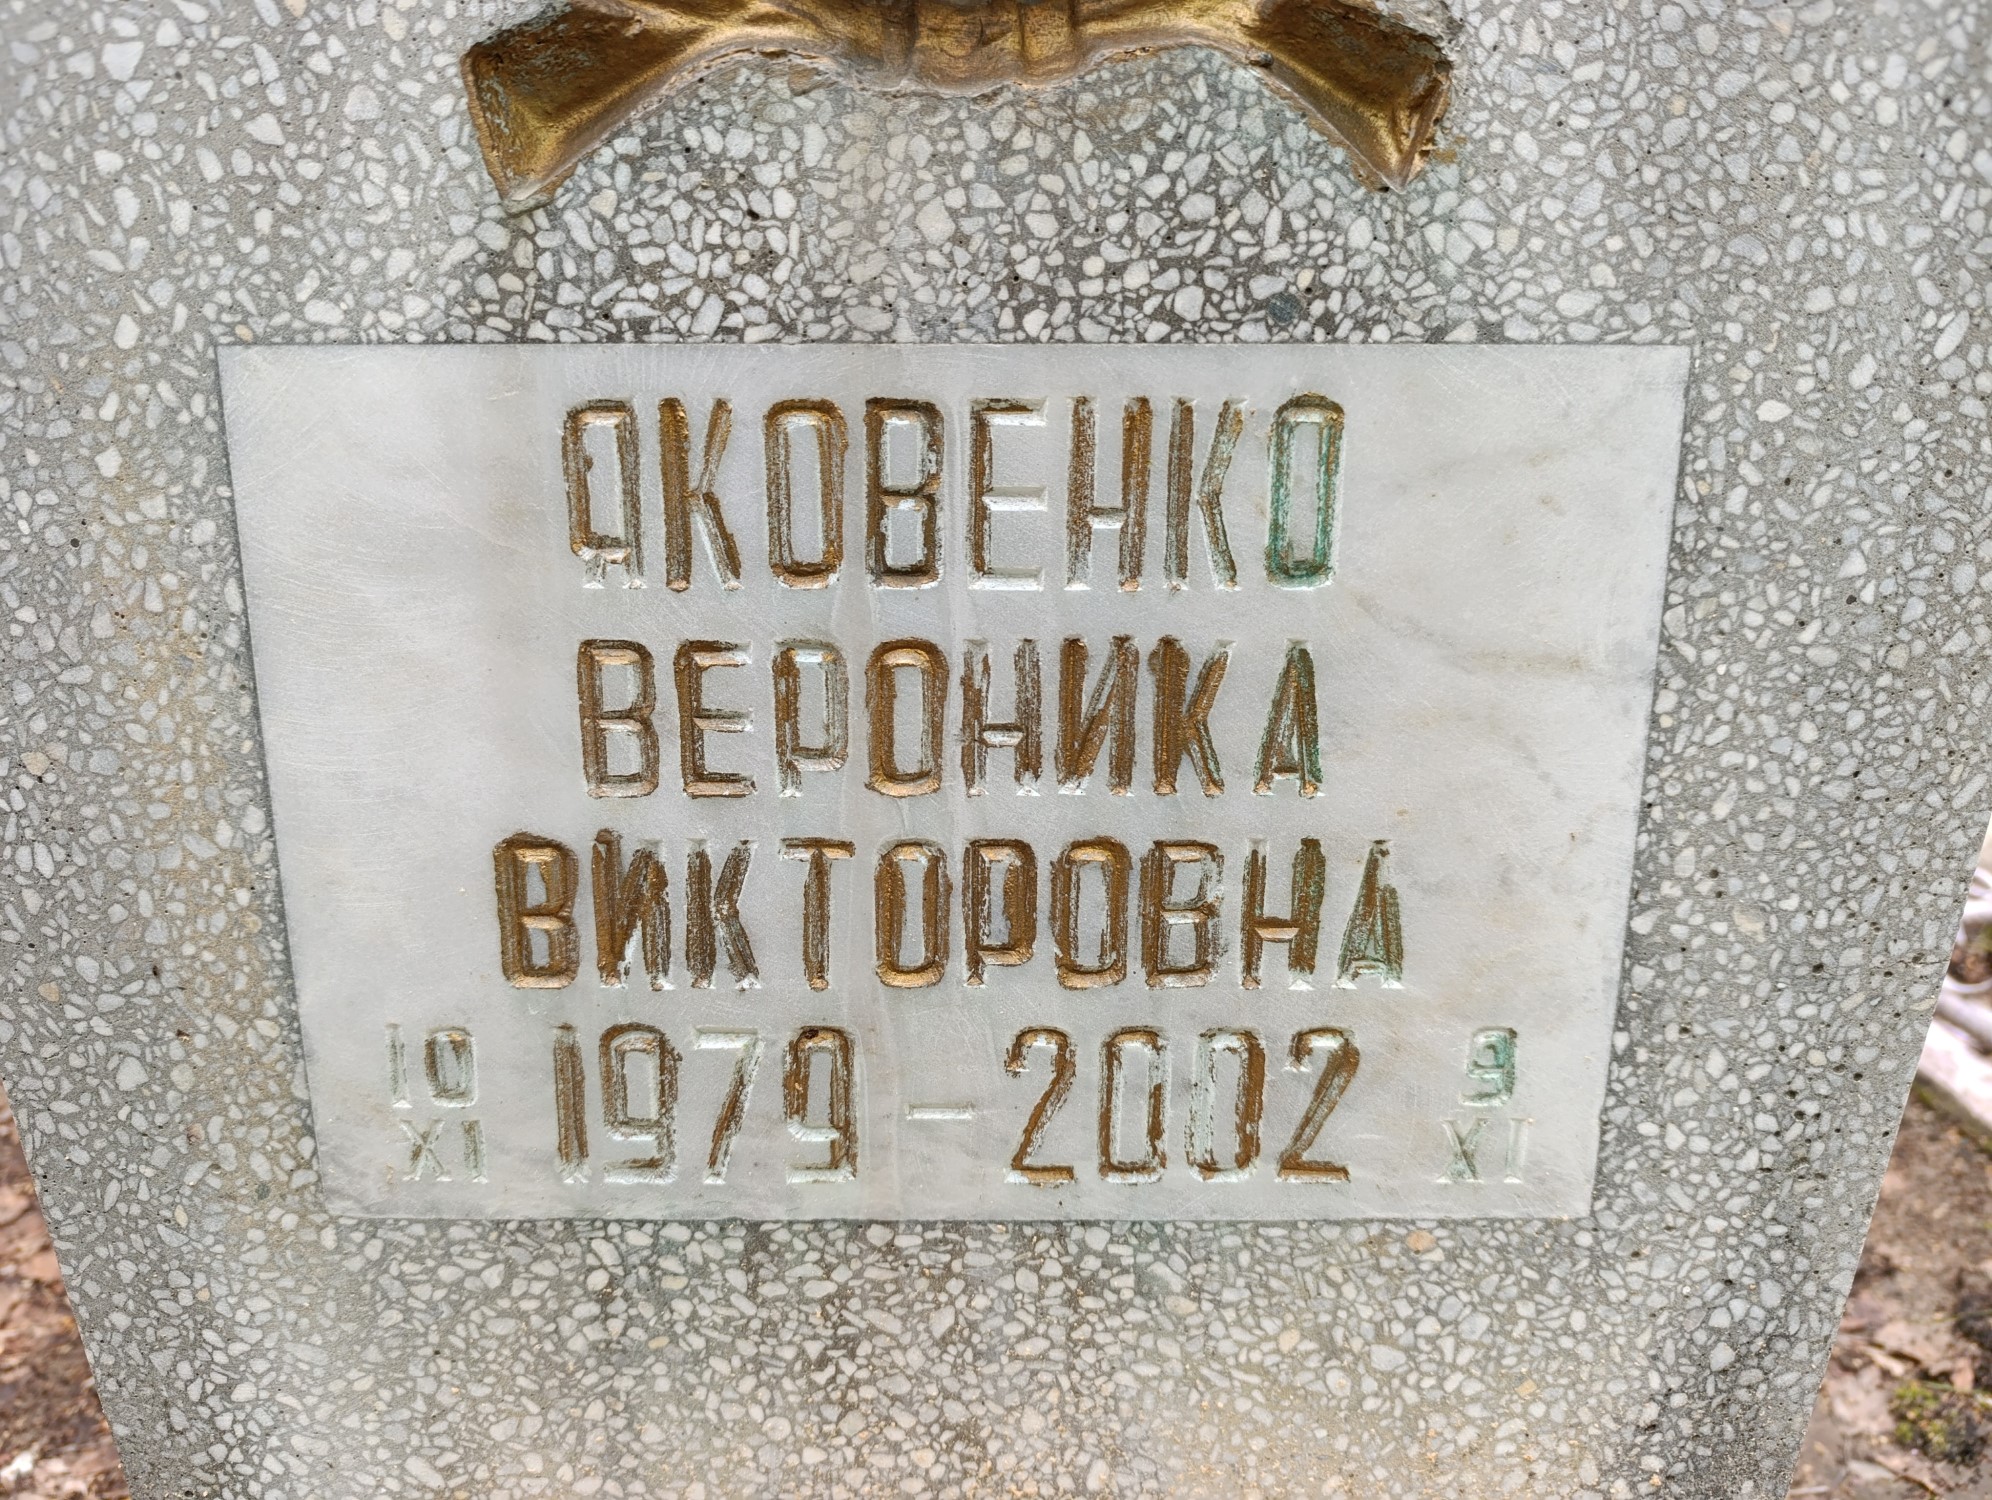 ЯКОВЕНКО
ВЕРОНИКА
ВИКТОРОВНА
10 XI 1979 – 2002 9 XI